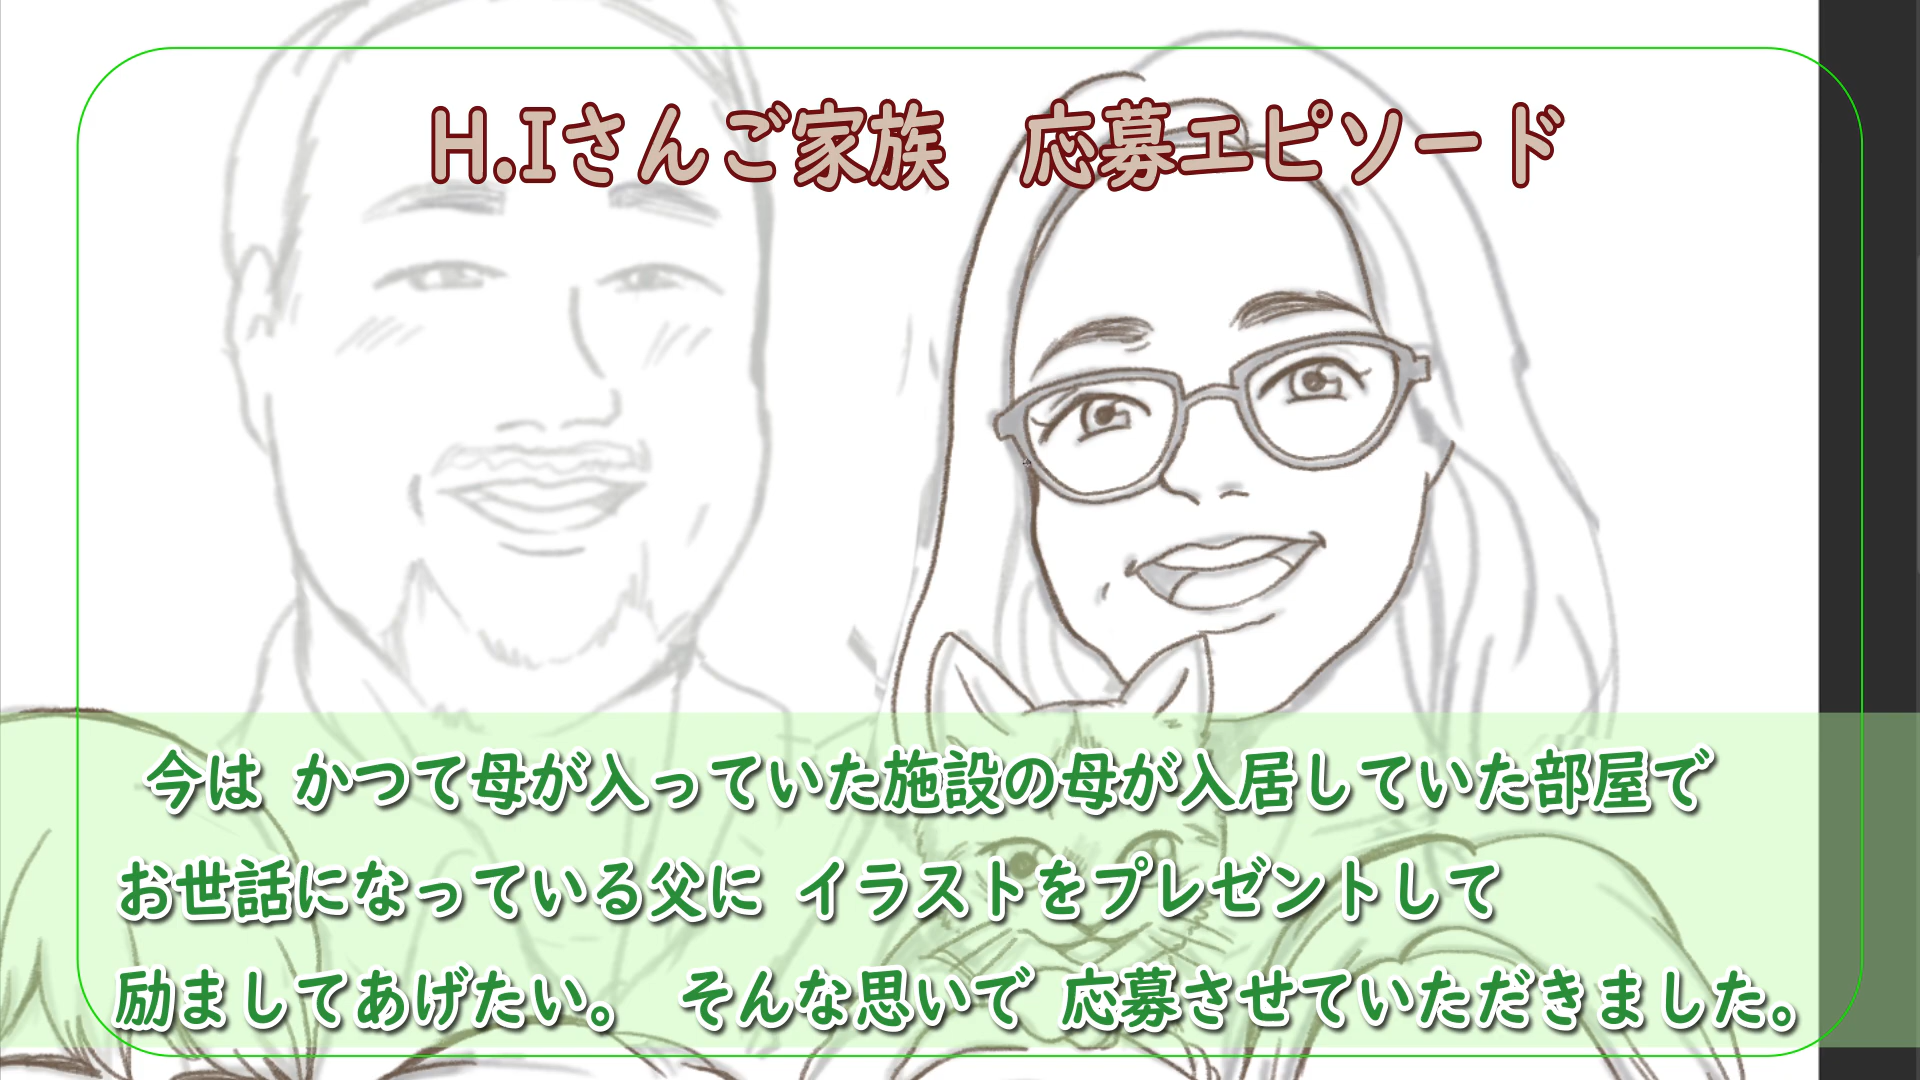 H.Iさんご家族　応募エピソード
今は かつて母が入っていた施設の母が入居していた部屋で
お世話になっている父に イラストをプレゼントして
励ましてあげたい。 そんな思いで 応募させていただきました。